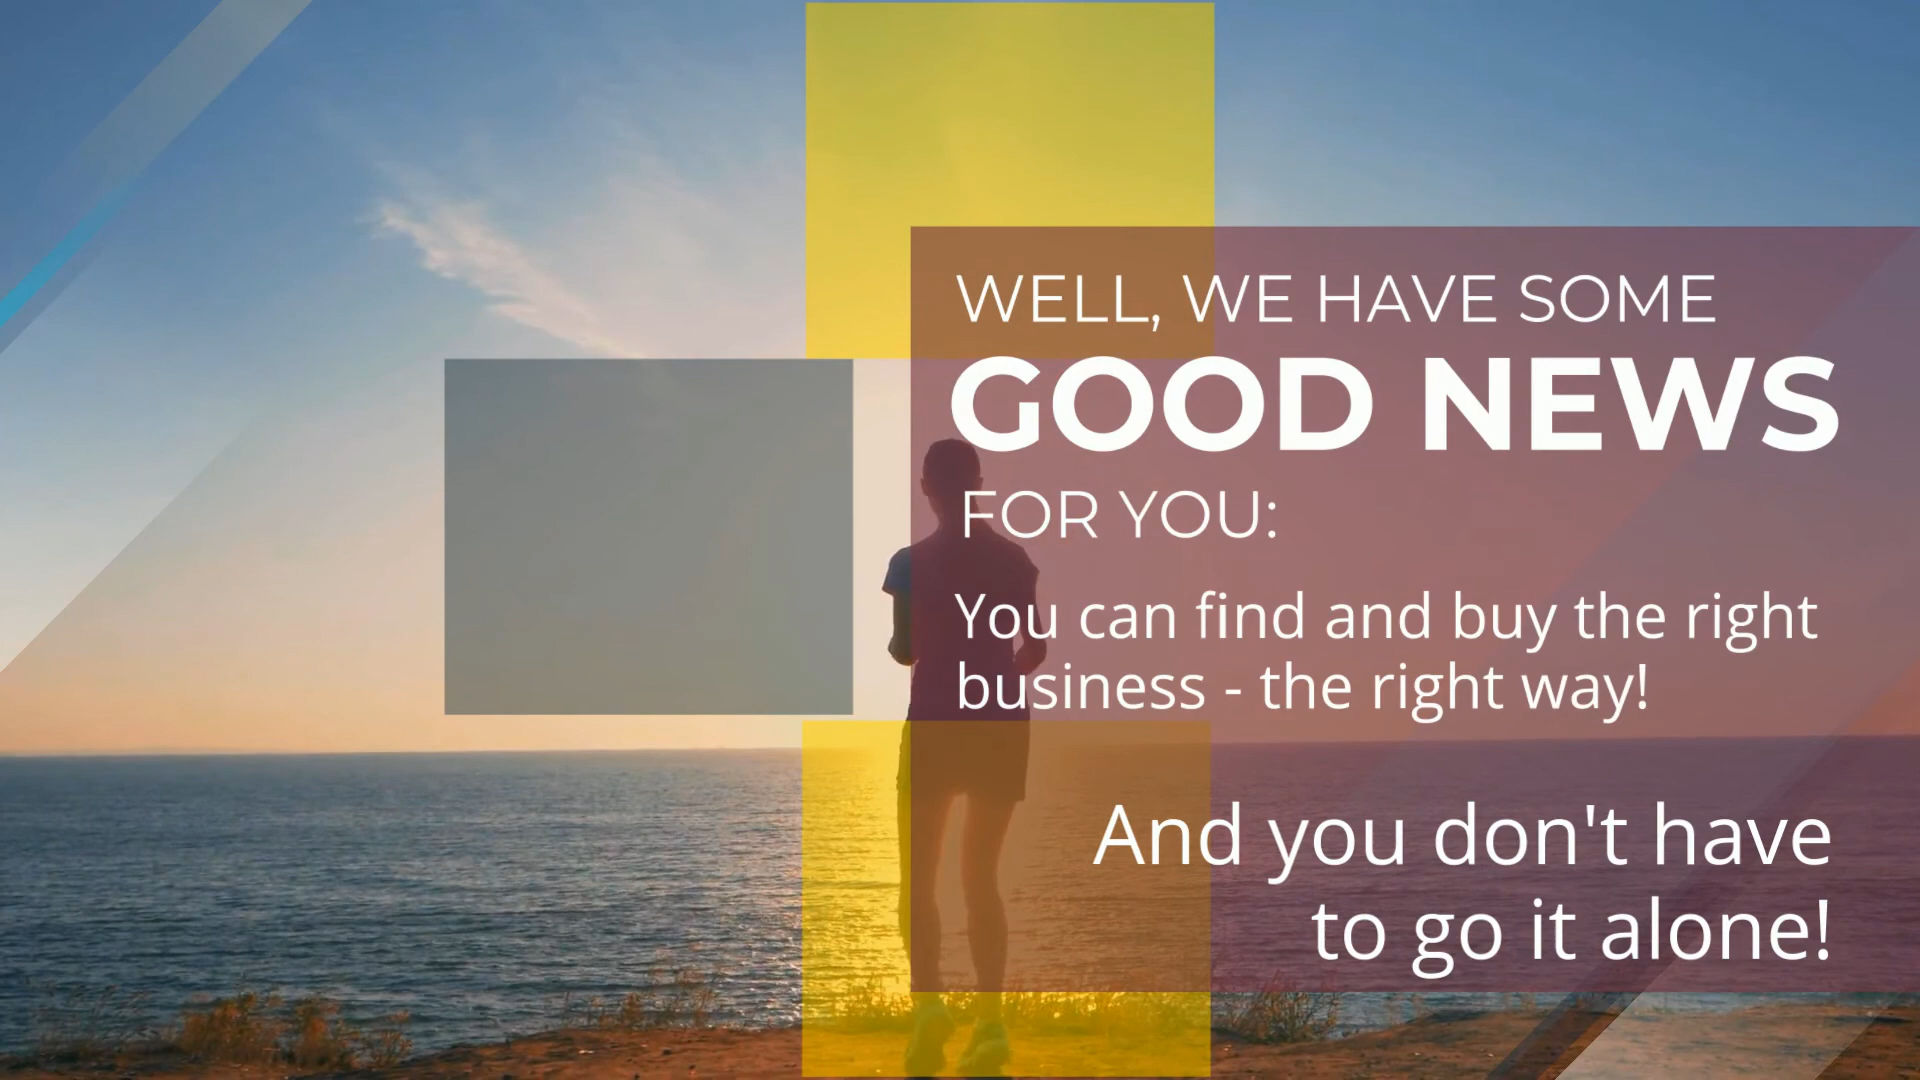 WELL, WE HAVE SOME
GOOD NEWS
FOR YOU:
You can find and buy the right
business - the right way!
And you don't have
to go it alone!